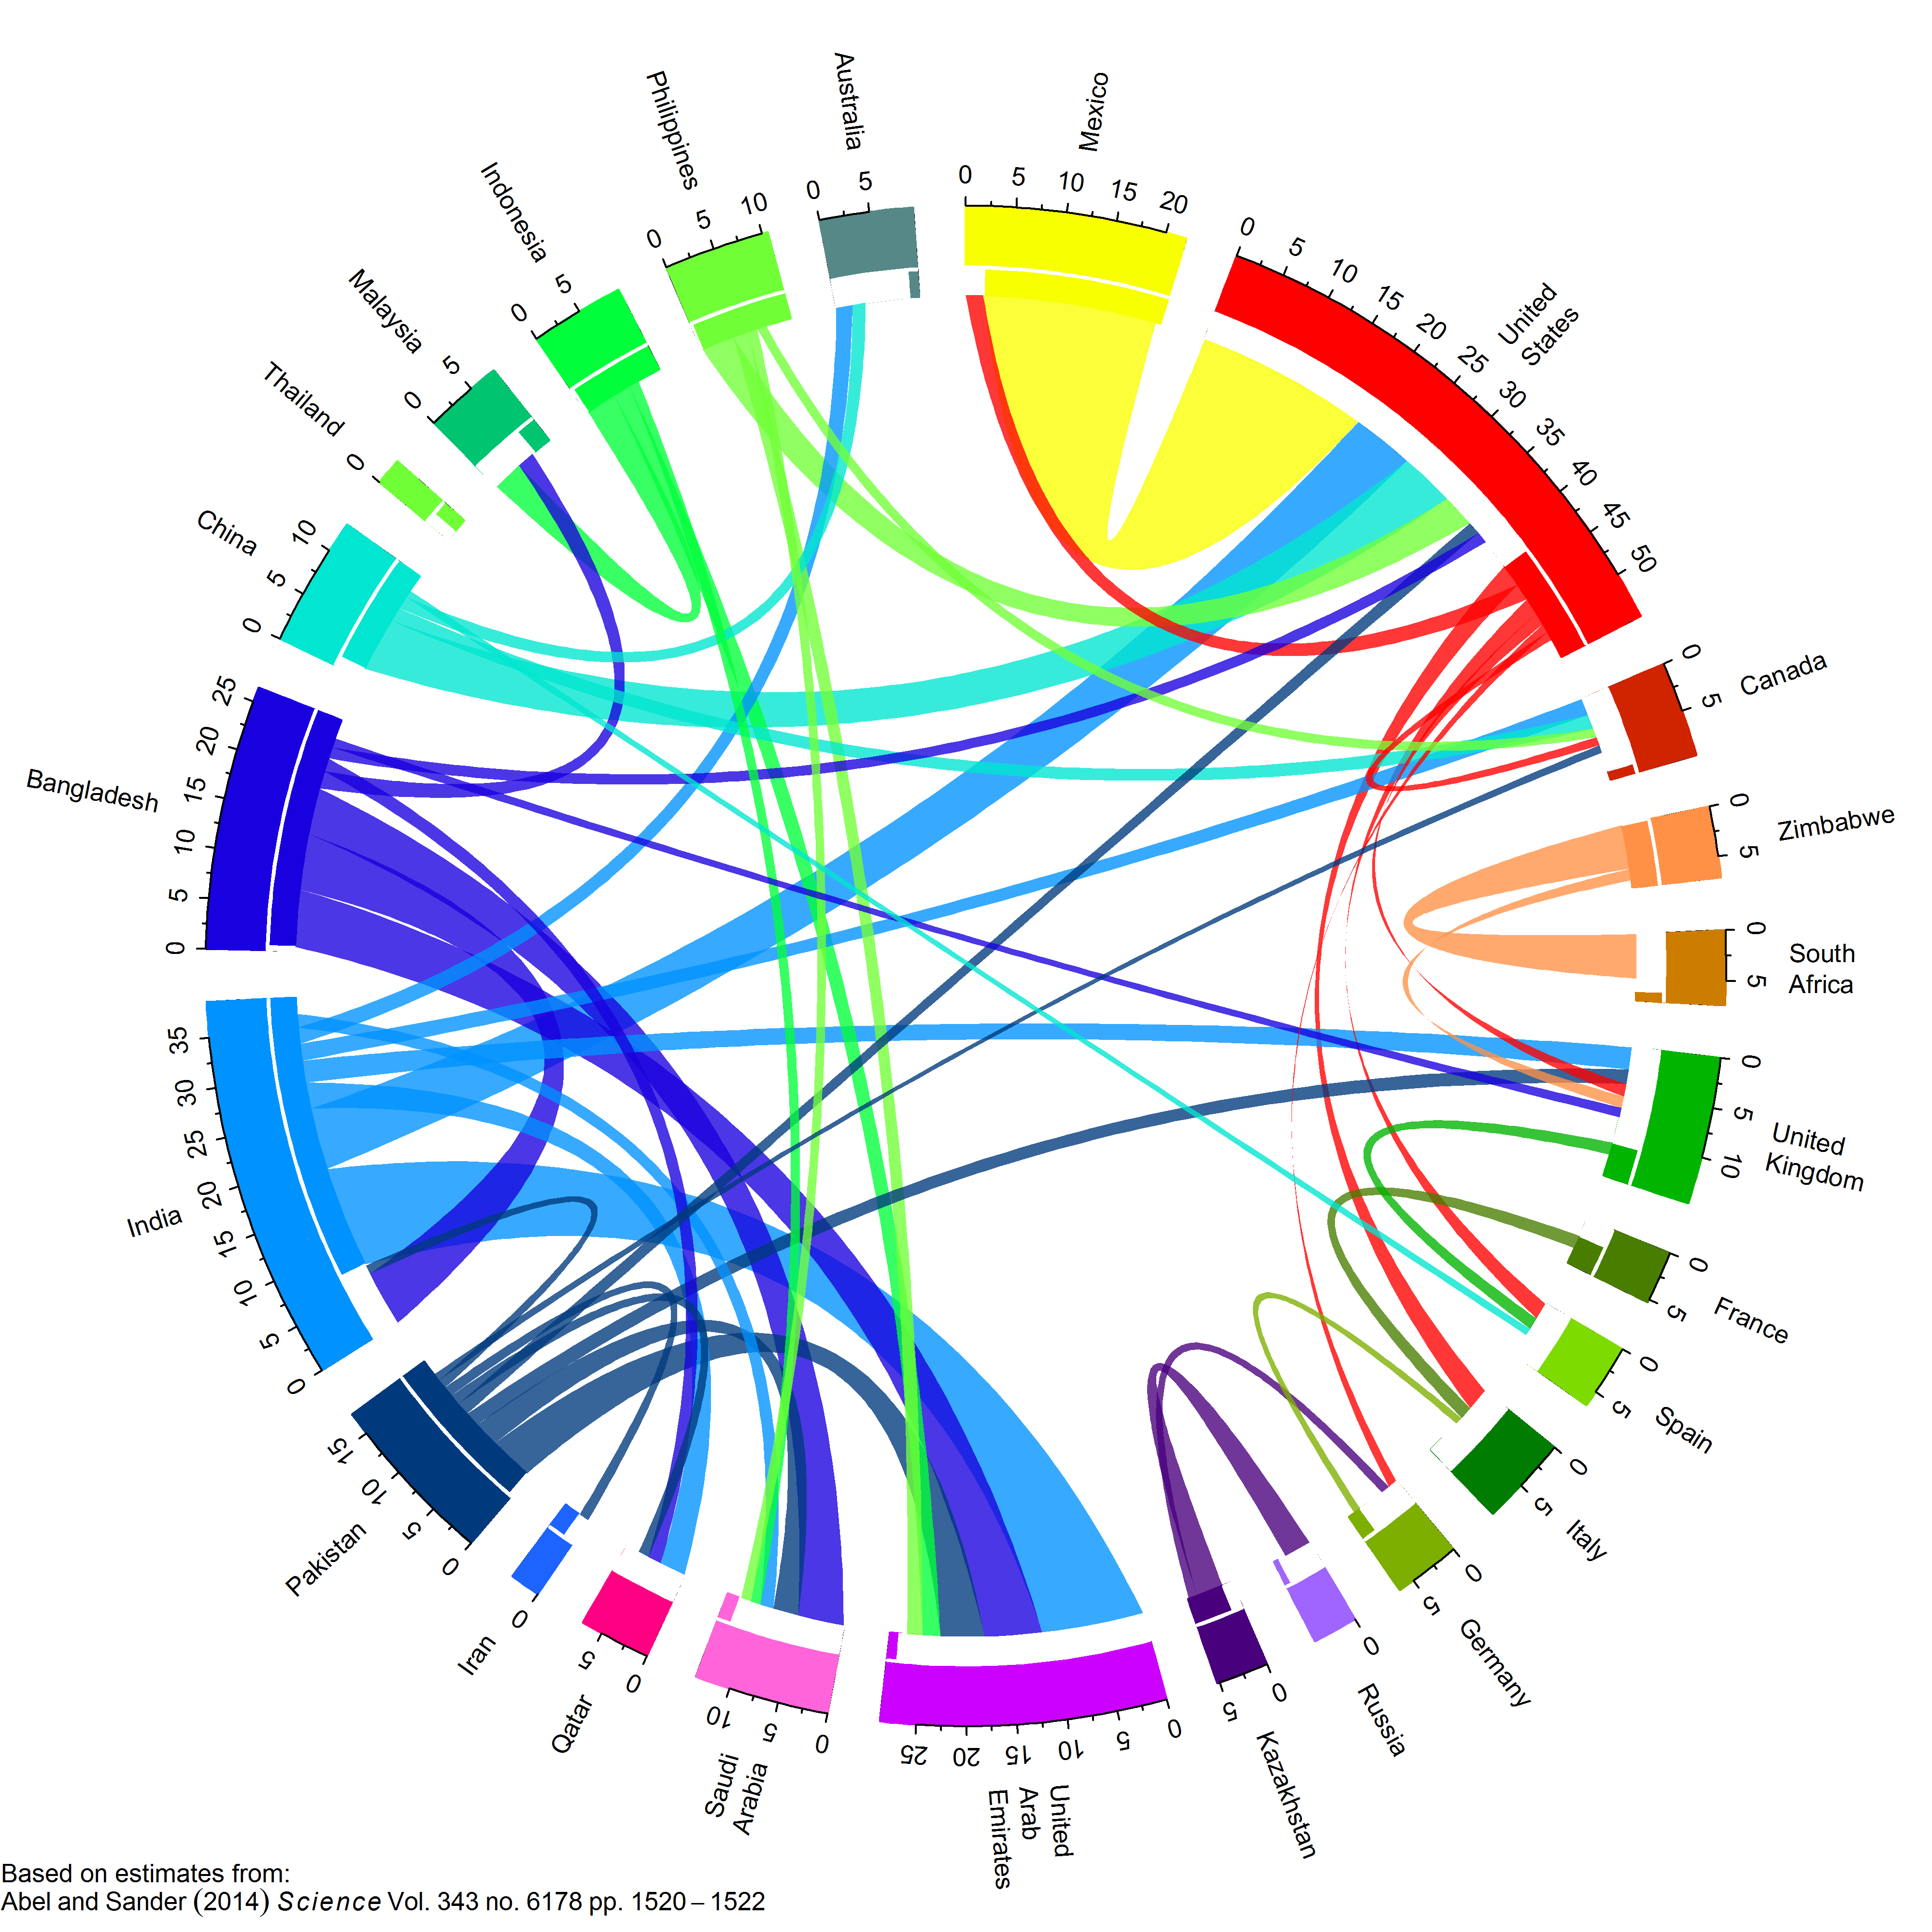 Mexico
0 5 10 15 20
United
States
0 5 10 15 20 25 30 35 40 45 50
Canada
0 5
Zimbabwe
0 5
South
Africa
0 5
United
Kingdom
0 5 10
France
0 5
Spain
0 5
Italy
0 5
Germany
0 5
Russia
0
Kazakhstan
0 5
United
Arab
Emirates
0 5 10 15 20 25
Saudi
Arabia
0 5 10
Qatar
0 5
Iran
0
Pakistan
0 5 10 15
India
0 5 10 15 20 25 30 35
Bangladesh
0 5 10 15 20 25
China
0 5 10
Thailand
0
Malaysia
0 5
Indonesia
0 5
Philippines
0 5 10
Australia
0 5
Based on estimates from:
Abel and Sander (2014) Science Vol. 343 no. 6178 pp. 1520 – 1522